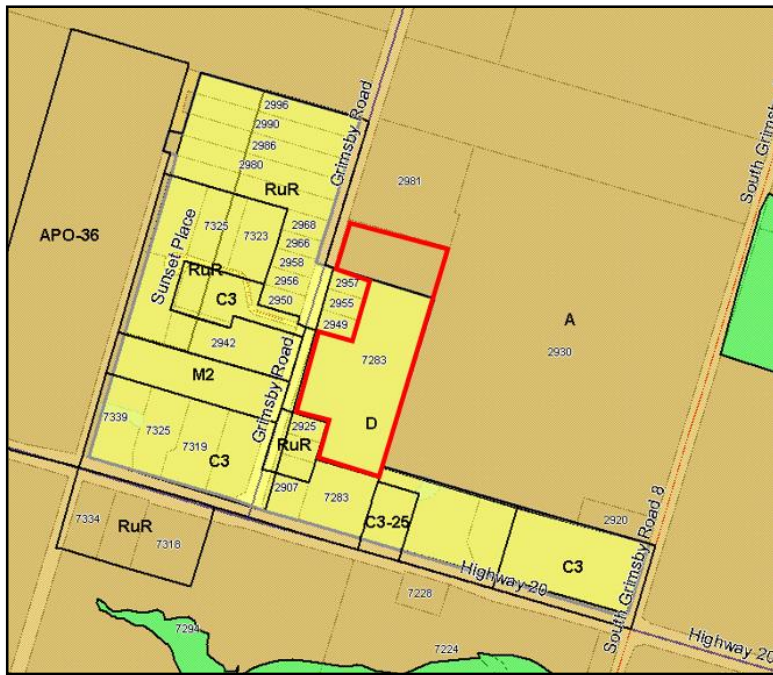 2996
Grimsby Road
South Grimsb
2990
2986
2980
2981
RuR
APO-36
2968
7325
7323
2966
2958
2957
Sunset Place
RuR
2956
2955
C3
2950
2949
A
2942
7283
2930
M2
Grimsby Road
7339
7325
2925
D
7319
RuR
C3
2907
7283
2920
7334
RuR
C3-25
7318
C3
South Grimsby Road 8
Highway 20
7228
7294
7224
Highway 20